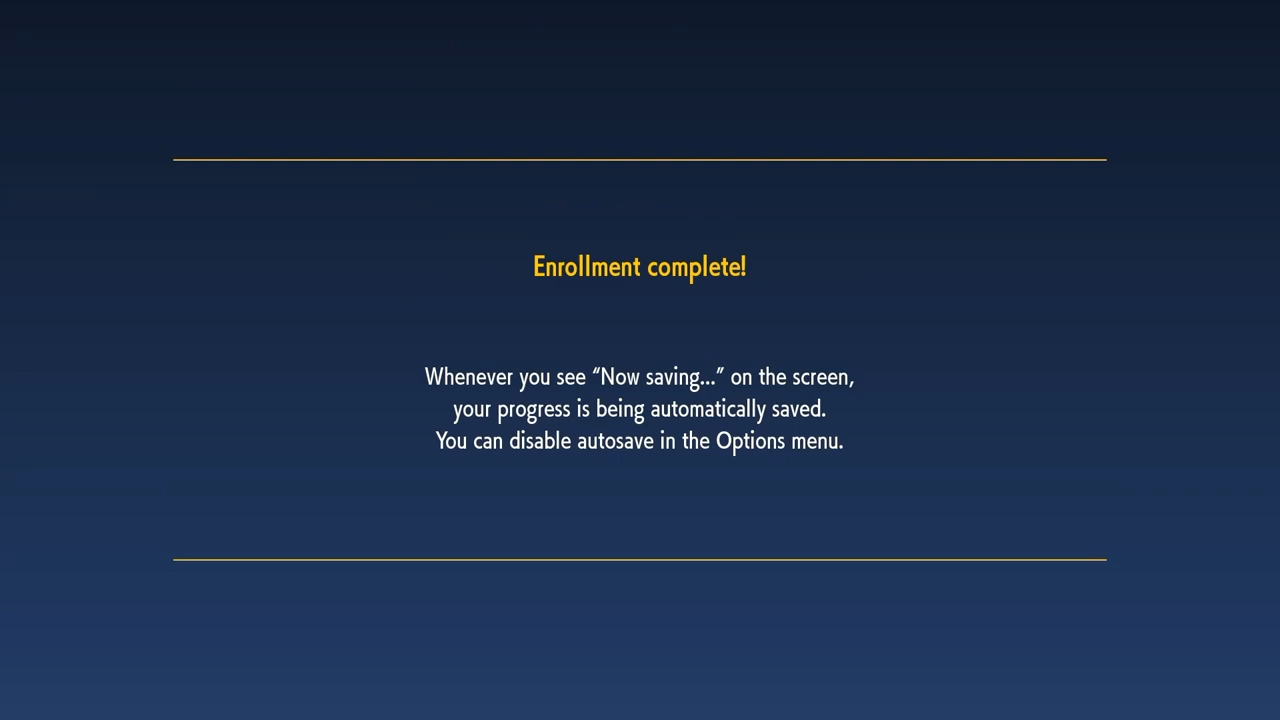 Enrollment complete!
Whenever you see “Now saving...” on the screen,
your progress is being automatically saved.
You can disable autosave in the Options menu.